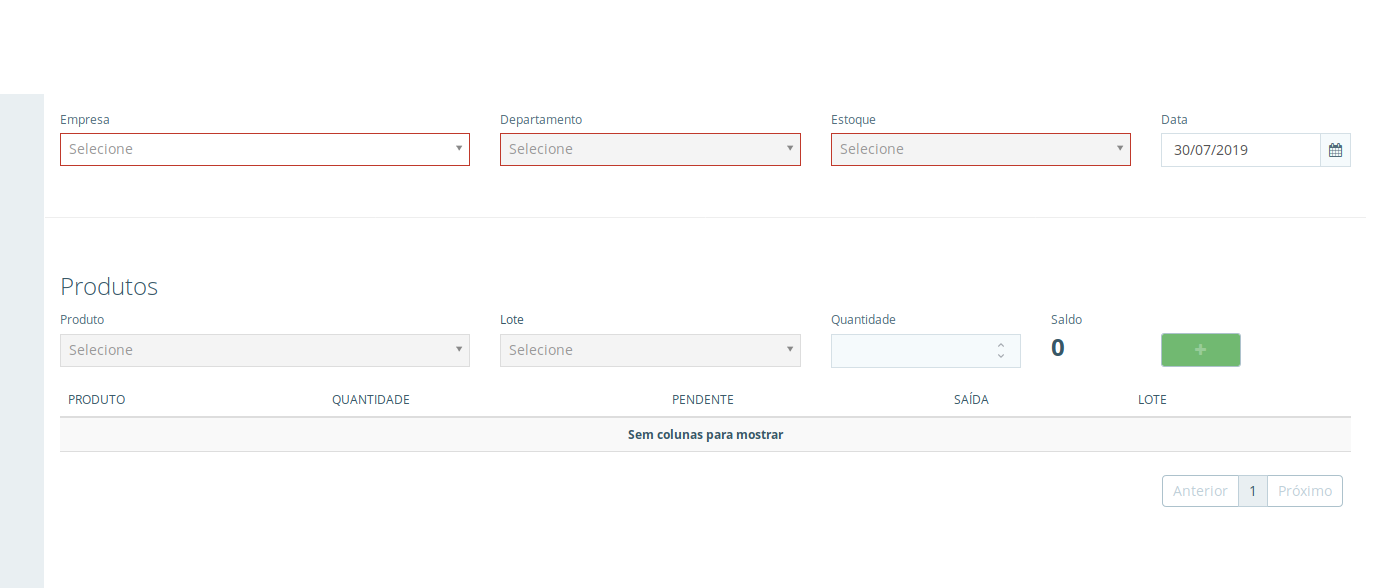 Empresa Departamento Estoque Data
Selecione Selecione Selecione 30/07/2019
Produtos
Produto Lote Quantidade Saldo
Selecione Selecione 0
PRODUTO QUANTIDADE PENDENTE SAÍDA LOTE
Sem colunas para mostrar
Anterior 1 Próximo